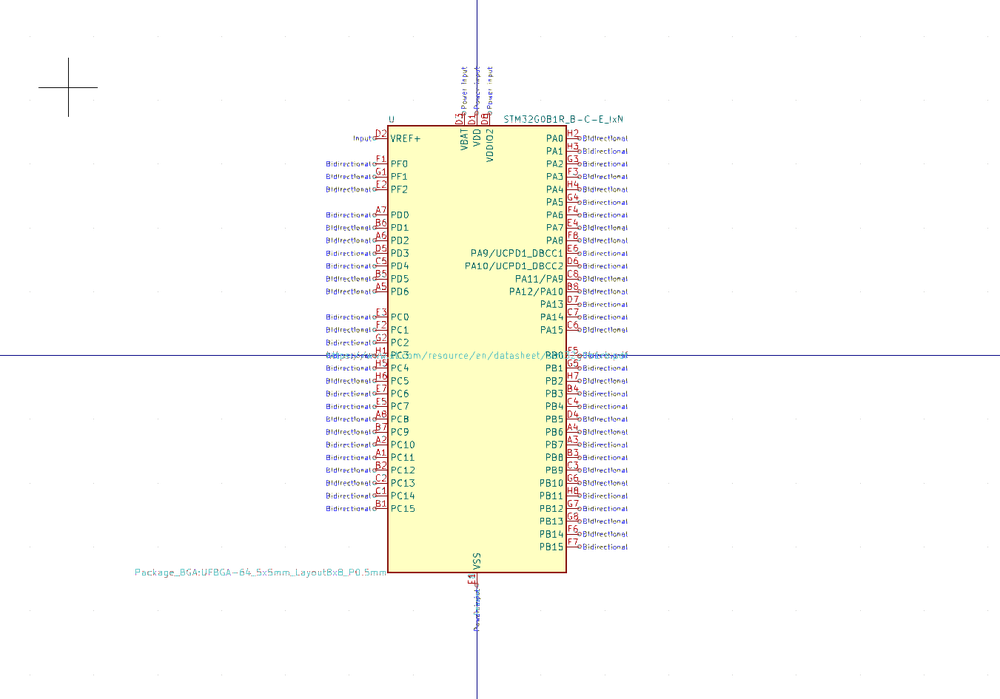 Power Input Power Input Power Input
D3 D1 D8
U STM32G0B1R_B-C-E_IxN
VBAT VDD VDDIO2
Input D2 VREF+ PA0 H2 Bidirectional
PA1 H3 Bidirectional
Bidirectional F1 PF0 PA2 G3 Bidirectional
Bidirectional G1 PF1 PA3 F3 Bidirectional
Bidirectional E2 PF2 PA4 H4 Bidirectional
PA5 G4 Bidirectional
Bidirectional A7 PD0 PA6 F4 Bidirectional
Bidirectional B6 PD1 PA7 E4 Bidirectional
Bidirectional A6 PD2 PA8 F8 Bidirectional
Bidirectional D5 PD3 PA9/UCPD1_DBCC1 E6 Bidirectional
Bidirectional C5 PD4 PA10/UCPD1_DBCC2 D6 Bidirectional
Bidirectional B5 PD5 PA11/PA9 C8 Bidirectional
Bidirectional A5 PD6 PA12/PA10 B8 Bidirectional
PA13 D7 Bidirectional
Bidirectional E3 PC0 PA14 C7 Bidirectional
Bidirectional F2 PC1 PA15 C6 Bidirectional
Bidirectional G2 PC2
H1 PC3 /resource/en/datasheet/ PB0 F5
Bidirectional H5 PC4 PB1 G5 Bidirectional
Bidirectional H6 PC5 PB2 H7 Bidirectional
Bidirectional E7 PC6 PB3 B4 Bidirectional
Bidirectional E5 PC7 PB4 C4 Bidirectional
Bidirectional A8 PC8 PB5 D4 Bidirectional
Bidirectional B7 PC9 PB6 A4 Bidirectional
Bidirectional A2 PC10 PB7 A3 Bidirectional
Bidirectional A1 PC11 PB8 B3 Bidirectional
Bidirectional B2 PC12 PB9 C3 Bidirectional
Bidirectional C2 PC13 PB10 G6 Bidirectional
Bidirectional C1 PC14 PB11 H8 Bidirectional
Bidirectional B1 PC15 PB12 G7 Bidirectional
PB13 G8 Bidirectional
PB14 F6 Bidirectional
PB15 F7 Bidirectional
VSS
Package_BGA:UFBGA-64_5x5mm_Layout8x8_P0.5mm
E1
Power Input